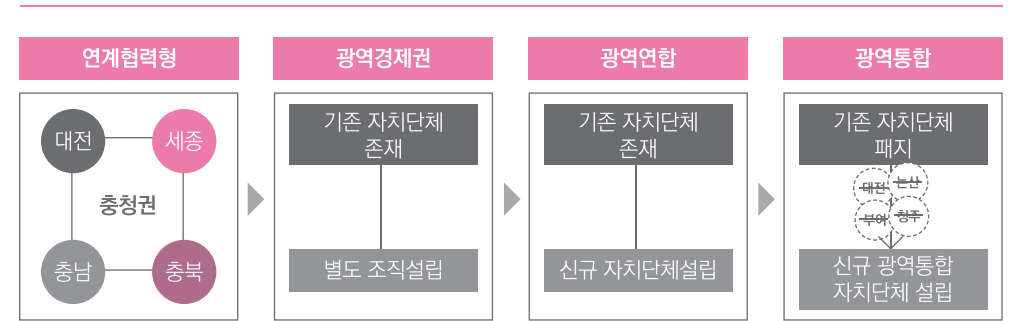 연계협력형
대전
세종
충청권
충남
충북
광역경제권
기존 자치단체
존재
별도 조직설립
광역연합
기존 자치단체
존재
신규 자치단체설립
광역통합
기존 자치단체
패지
대전
논산
부여
청주
신규 광역통합
자치단체 설립